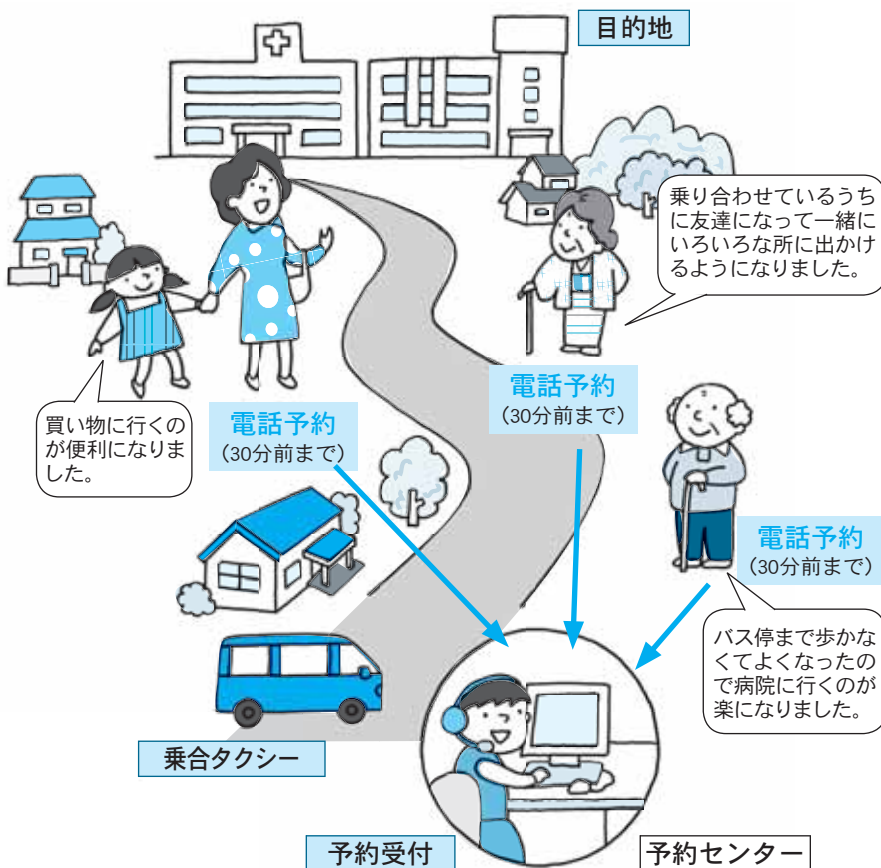 目的地
乗り合わせているうち
に友達になって一緒に
いろいろな所に出かけ
るようになりました。
買い物に行くの
が便利になりま
した。
電話予約
(30分前まで)
電話予約
(30分前まで)
電話予約
(30分前まで)
バス停まで歩かな
くてよくなったの
で病院に行くのが
楽になりました。
乗合タクシー
予約受付
予約センター